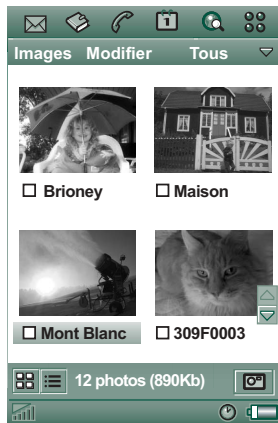 Images Modifier Tous
Brioney Maison
Mont Blanc 309F0003
12 photos (890Kb)